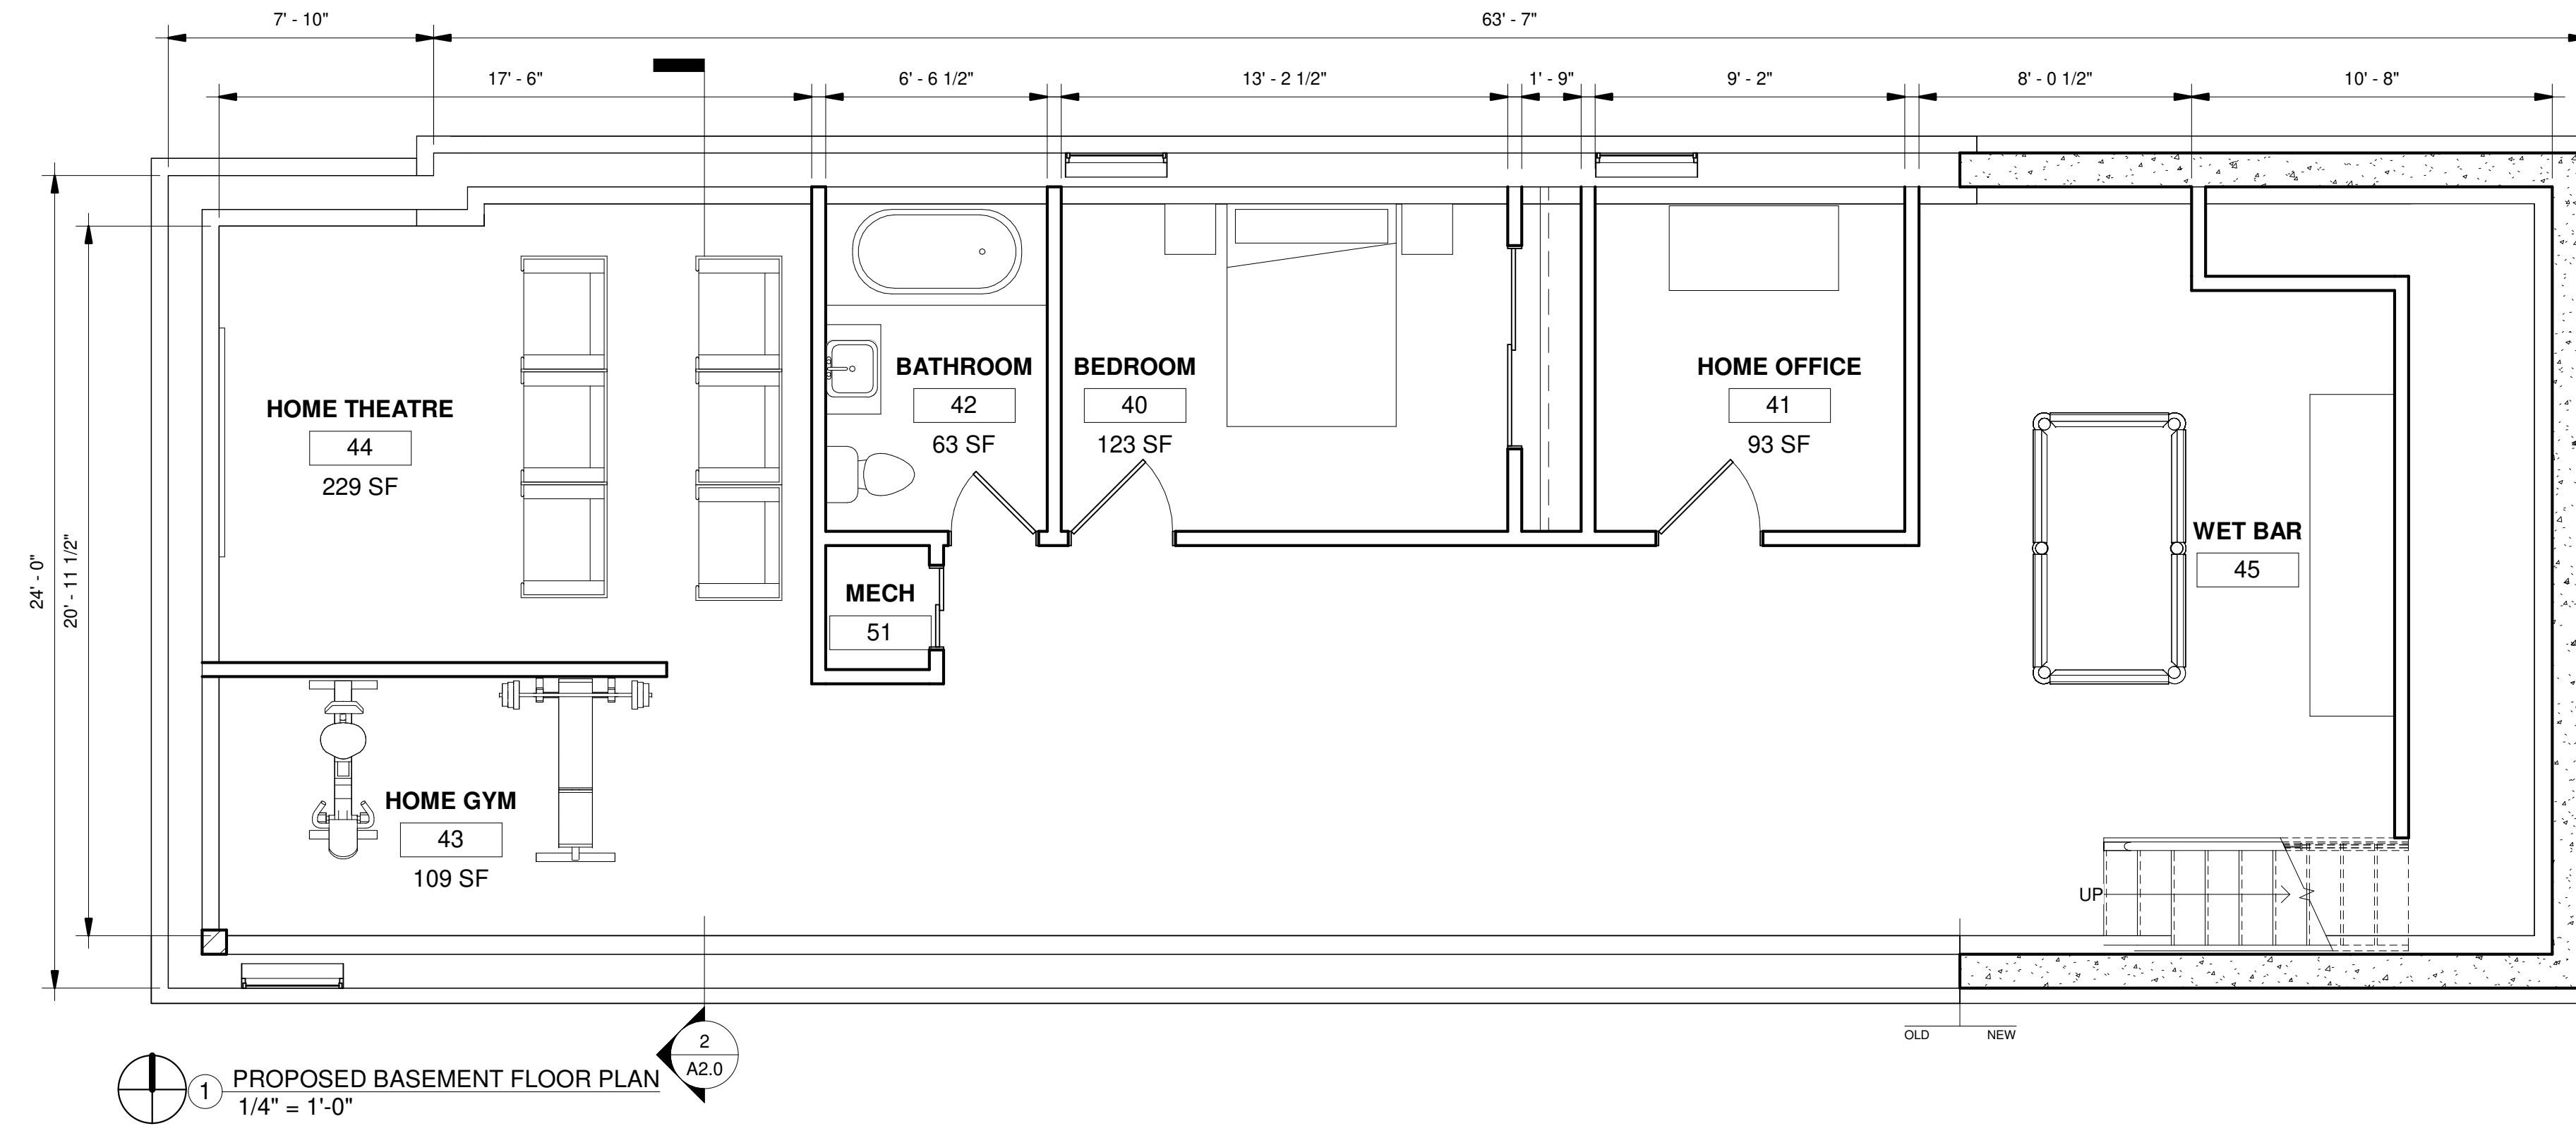 7' - 10"
63' - 7"
17' - 6"
6' - 6 1/2"
13' - 2 1/2"
1' - 9"
9' - 2"
8' - 0 1/2"
10' - 8"
24' - 0"
20' - 11 1/2"
HOME THEATRE
44
229 SF
BATHROOM
42
63 SF
BEDROOM
40
123 SF
HOME OFFICE
41
93 SF
WET BAR
45
MECH
51
HOME GYM
43
109 SF
UP
OLD
NEW
2
A2.0
1
PROPOSED BASEMENT FLOOR PLAN
1/4" = 1'-0"